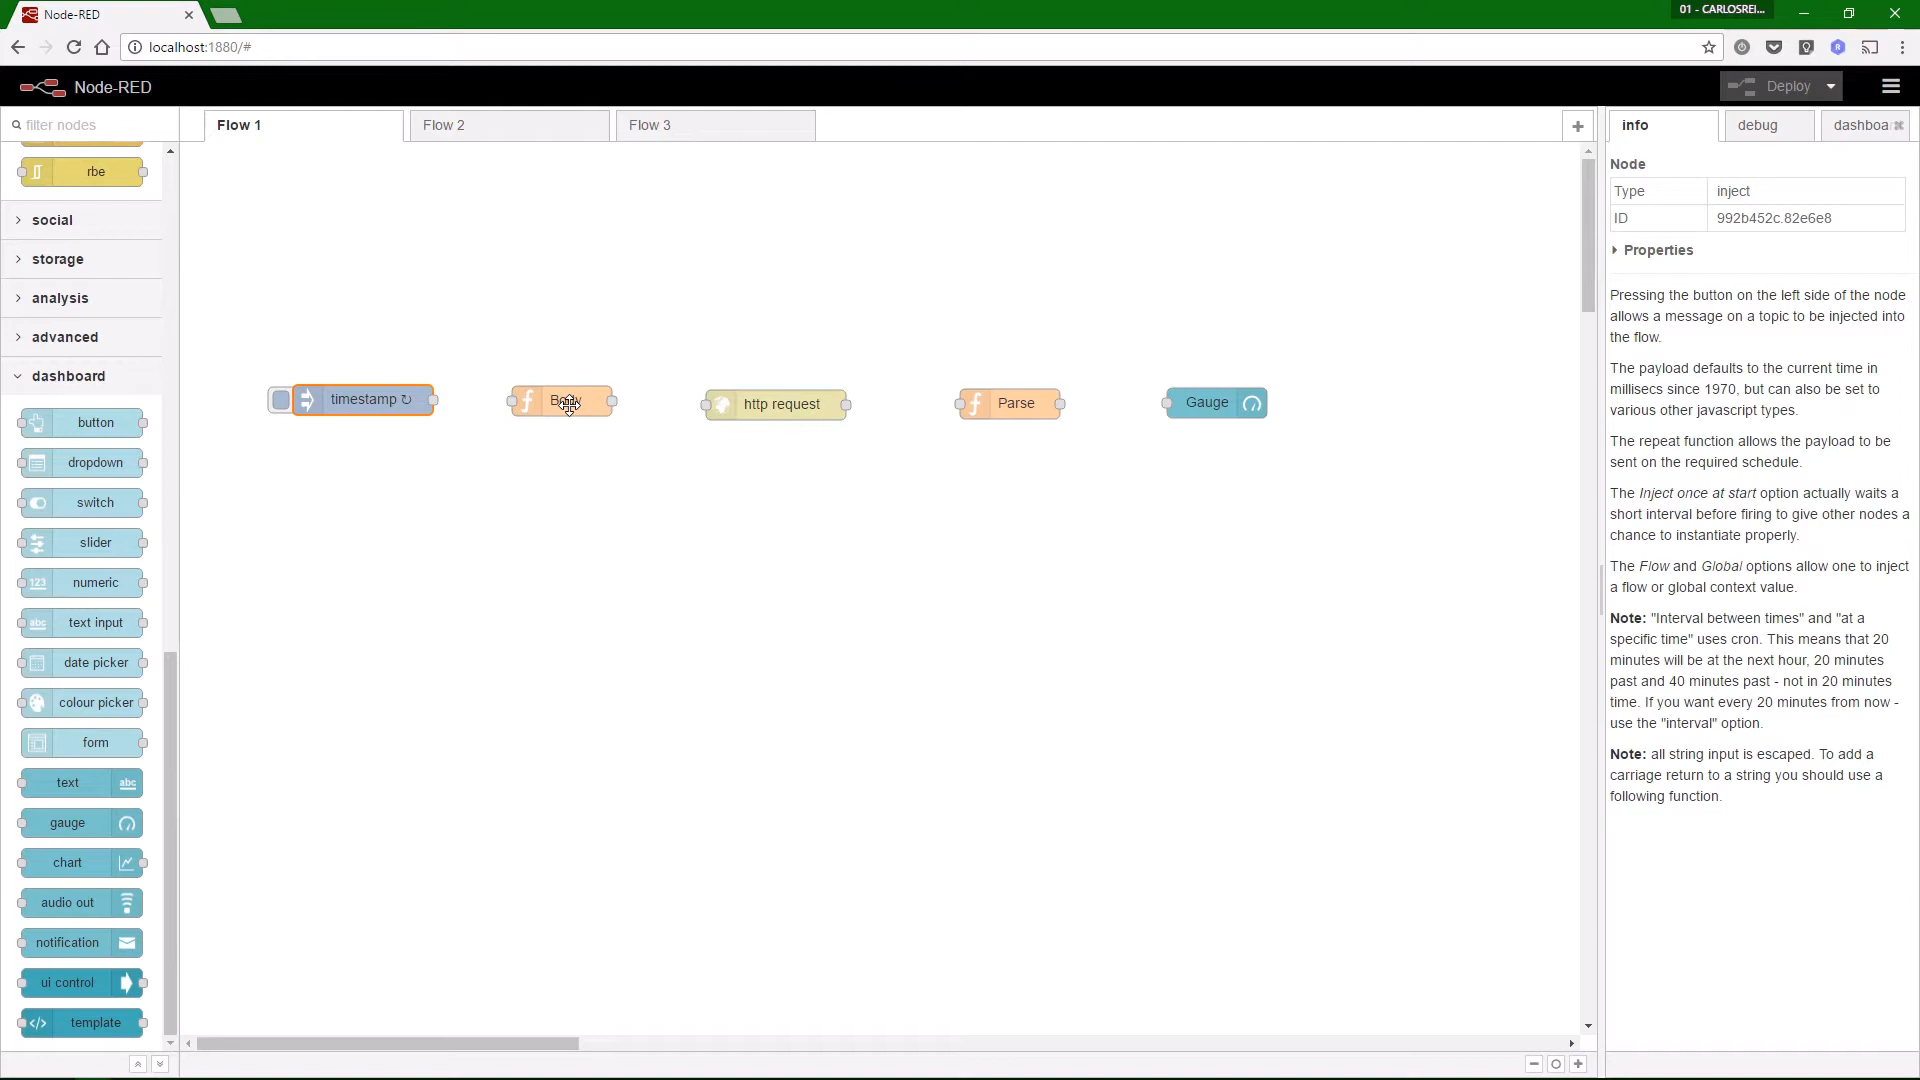 Node-RED
01 - CARLOSREI...
localhost:1880/#
Node-RED
Deploy
filter nodes
Flow 1
Flow 2
Flow 3
info
debug
dashboa
rbe
social
storage
analysis
advanced
dashboard
button
dropdown
switch
slider
123
numeric
abc
text input
date picker
colour picker
form
text
abc
gauge
chart
audio out
notification
ui control
</>
template
timestamp ↻
http request
Parse
Gauge
Node
Type
inject
ID
992b452c.82e6e8
Properties
Pressing the button on the left side of the node
allows a message on a topic to be injected into
the flow.
The payload defaults to the current time in
millisecs since 1970, but can also be set to
various other javascript types.
The repeat function allows the payload to be
sent on the required schedule.
The Inject once at start option actually waits a
short interval before firing to give other nodes a
chance to instantiate properly.
The Flow and Global options allow one to inject
a flow or global context value.
Note: "Interval between times" and "at a
specific time" uses cron. This means that 20
minutes will be at the next hour, 20 minutes
past and 40 minutes past - not in 20 minutes
time. If you want every 20 minutes from now -
use the "interval" option.
Note: all string input is escaped. To add a
carriage return to a string you should use a
following function.